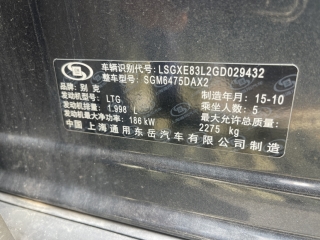 车辆识别代号: LSGXE83L2GD029432
整车型号: SGM6475DAX2
品牌: 别克 制造年月 15-10
发动机型号: LTG 乘坐人数 5
发动机排量: 1.998 L 最大允许总质量
发动机最大净功率: 186 kW 2275 kg
中国上海通用东岳汽车有限公司制造